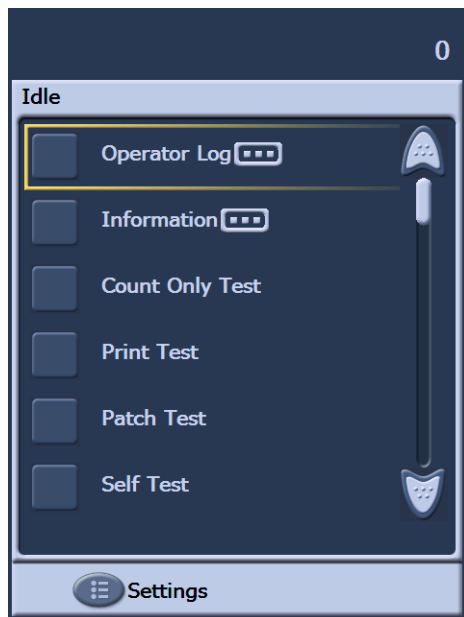 0
Idle
Operator Log
Information
Count Only Test
Print Test
Patch Test
Self Test
Settings